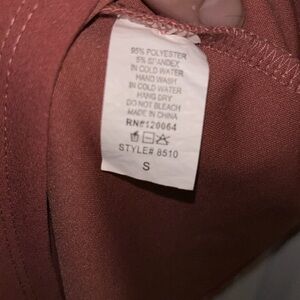 95% POLYESTER
5% SPANDEX
IN COLD WATER
HAND WASH
IN COLD WATER
HANG DRY
DO NOT BLEACH
MADE IN CHINA
RN#120064
STYLE# 8510
S